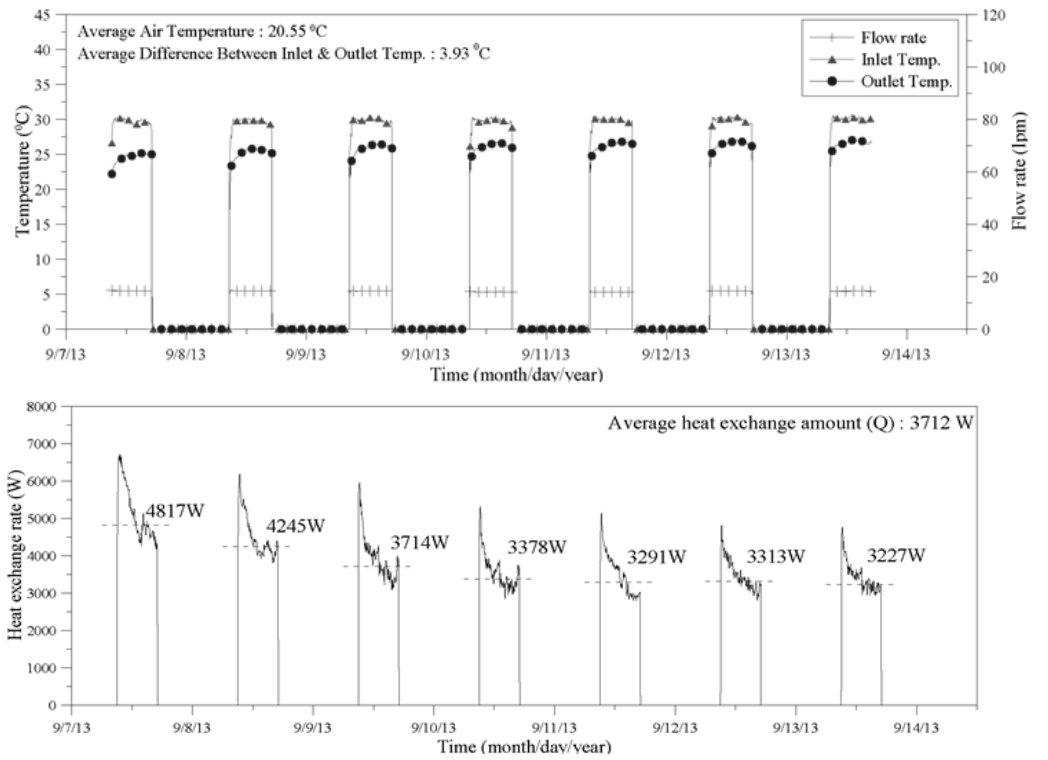 Average Air Temperature : 20.55 ⁰C
Average Difference Between Inlet & Outlet Temp. : 3.93 ⁰C
Flow rate
Inlet Temp.
Outlet Temp.
Temperature (⁰C)
45
40
35
30
25
20
15
10
5
0
Flow rate (lpm)
120
100
80
60
40
20
0
9/7/13 9/8/13 9/9/13 9/10/13 9/11/13 9/12/13 9/13/13 9/14/13
Time (month/day/year)
Average heat exchange amount (Q) : 3712 W
Heat exchange rate (W)
8000
7000
6000
5000
4000
3000
2000
1000
0
4817W
4245W
3714W
3378W
3291W
3313W
3227W
9/7/13 9/8/13 9/9/13 9/10/13 9/11/13 9/12/13 9/13/13 9/14/13
Time (month/day/year)